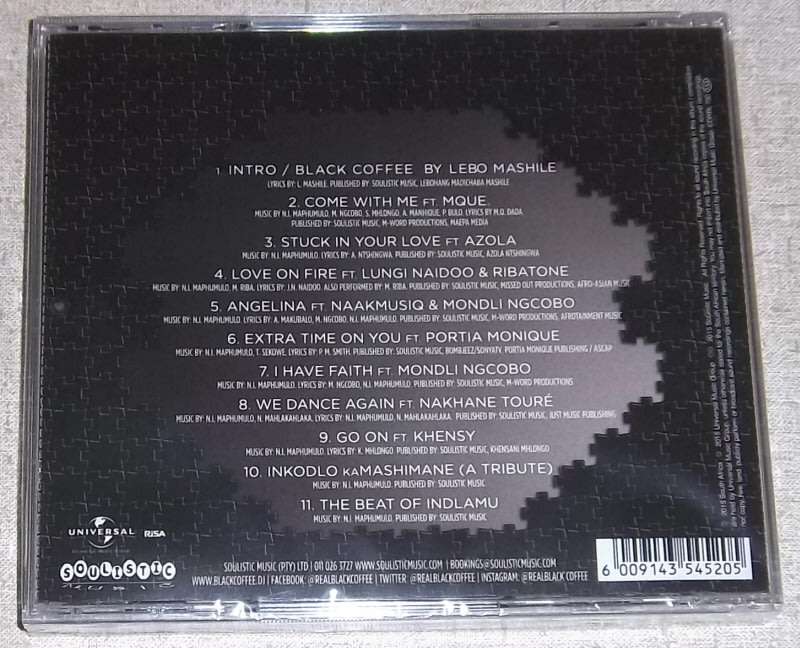 1. INTRO / BLACK COFFEE BY LEBO MASHILE
LYRICS BY: L. MASHILE. PUBLISHED BY: SOULISTIC MUSIC, LEBOHANG MADICHABA MASHILE
2. COME WITH ME FT. MQUE
MUSIC BY: N.I. MAPHUMULO, M. NGCOBO, S. MHLONGO, A. MANHIQUE, P. BULO. LYRICS BY M.Q. DADA.
PUBLISHED BY: SOULISTIC MUSIC, M-WORD PRODUCTIONS, MAEPA MEDIA
3. STUCK IN YOUR LOVE FT AZOLA
MUSIC BY: N.I. MAPHUMULO. LYRICS BY: A. NTSHINGWA. PUBLISHED BY: SOULISTIC MUSIC, AZOLA NTSHINGWA
4. LOVE ON FIRE FT. LUNGI NAIDOO & RIBATONE
MUSIC BY: N.I. MAPHUMULO, M. RIBA. LYRICS BY: J.N. NAIDOO. ALSO PERFORMED BY: M. RIBA. PUBLISHED BY: SOULISTIC MUSIC, MISSED OUT PRODUCTIONS, AFRO-ASIAN MUSIC
5. ANGELINA FT. NAAKMUSIQ & MONDLI NGCOBO
MUSIC BY: N.I. MAPHUMULO. LYRICS BY: A. MAKUBALO, M. NGCOBO, N.I. MAPHUMULO. PUBLISHED BY: SOULISTIC MUSIC, M-WORD PRODUCTIONS, AFROTAINMENT MUSIC
6. EXTRA TIME ON YOU FT. PORTIA MONIQUE
MUSIC BY: N.I. MAPHUMULO, T. SEKOWE. LYRICS BY: P. M. SMITH. PUBLISHED BY: SOULISTIC MUSIC, BOMBJEEZ/SONYATV, PORTIA MONIQUE PUBLISHING / ASCAP
7. I HAVE FAITH FT. MONDLI NGCOBO
MUSIC BY: N.I. MAPHUMULO. LYRICS BY: M. NGCOBO, N.I. MAPHUMULO. PUBLISHED BY: SOULISTIC MUSIC, M-WORD PRODUCTIONS
8. WE DANCE AGAIN FT. NAKHANE TOURÉ
MUSIC BY: N.I. MAPHUMULO, N. MAHLAKAHLAKA. LYRICS BY: N.I. MAPHUMULO, N. MAHLAKAHLAKA. PUBLISHED BY: SOULISTIC MUSIC, JUST MUSIC PUBLISHING
9. GO ON FT. KHENSY
MUSIC BY: N.I. MAPHUMULO. LYRICS BY: K. MHLONGO. PUBLISHED BY: SOULISTIC MUSIC, KHENSANI MHLONGO
10. INKODLO KAMASHIMANE (A TRIBUTE)
MUSIC BY: N.I. MAPHUMULO. PUBLISHED BY: SOULISTIC MUSIC
11. THE BEAT OF INDLAMU
MUSIC BY: N.I. MAPHUMULO. PUBLISHED BY: SOULISTIC MUSIC
UNIVERSAL
RiSA
SOULISTIC
MUSIC
SOULISTIC MUSIC (PTY) LTD | 011 026 3727 WWW.SOULISTICMUSIC.COM | BOOKINGS@SOULISTICMUSIC.COM
WWW.BLACKCOFFEE.DJ | FACEBOOK: @REALBLACKCOFFEE | TWITTER @REALBLACKCOFFEE | INSTAGRAM: @REALBLACK COFFEE
6 009143 545205